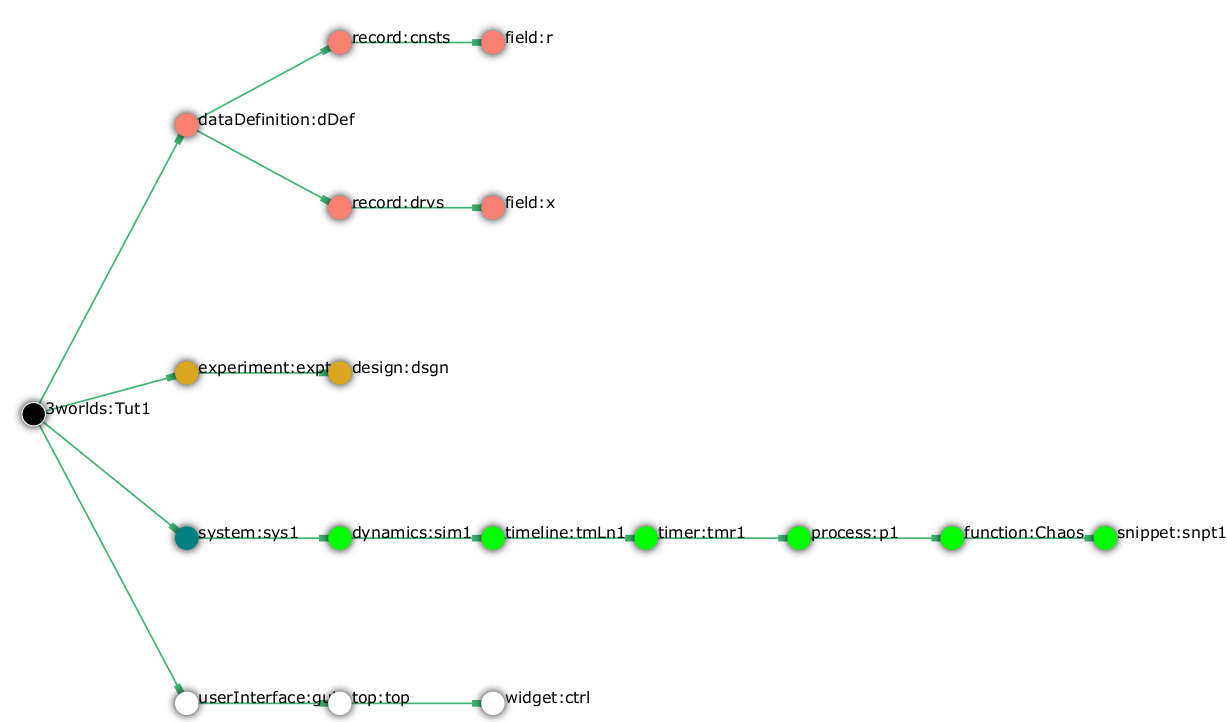 record:cnsts
field:r
dataDefinition:dDef
record:drvs
field:x
experiment:expt
design:dsgn
3worlds:Tut1
system:sys1
dynamics:sim1
timeline:tmLn1
timer:tmr1
process:p1
function:Chaos
snippet:snpt1
userInterface:gui
top:top
widget:ctrl